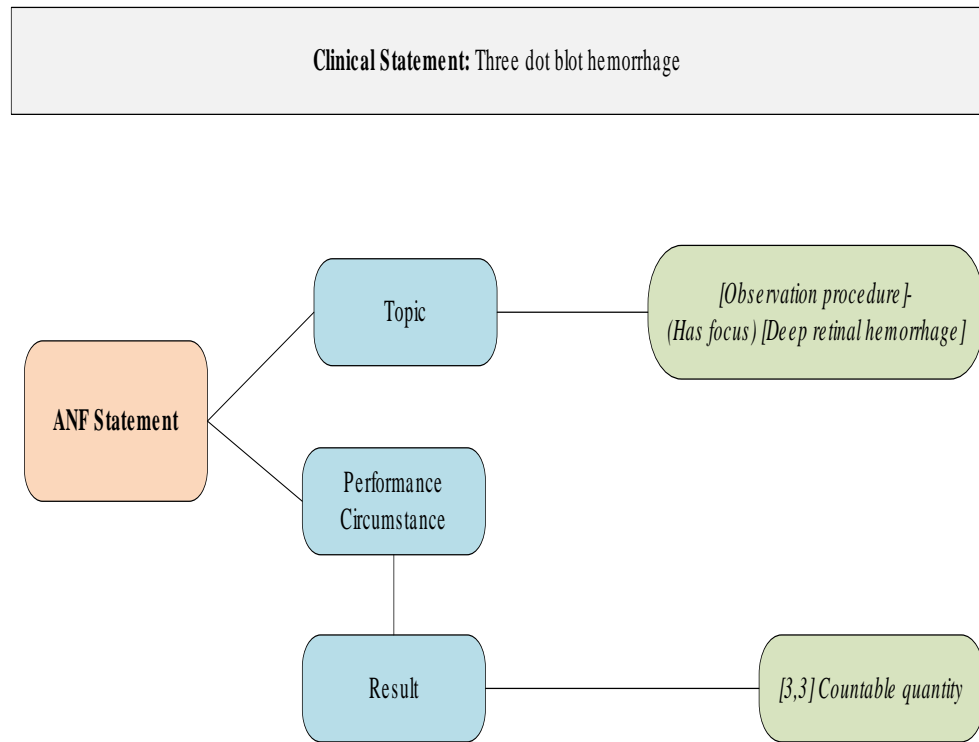 Clinical Statement: Three dot blot hemorrhage
Topic
[Observation procedure]-
(Has focus) [Deep retinal hemorrhage]
ANF Statement
Performance
Circumstance
Result
[3,3] Countable quantity